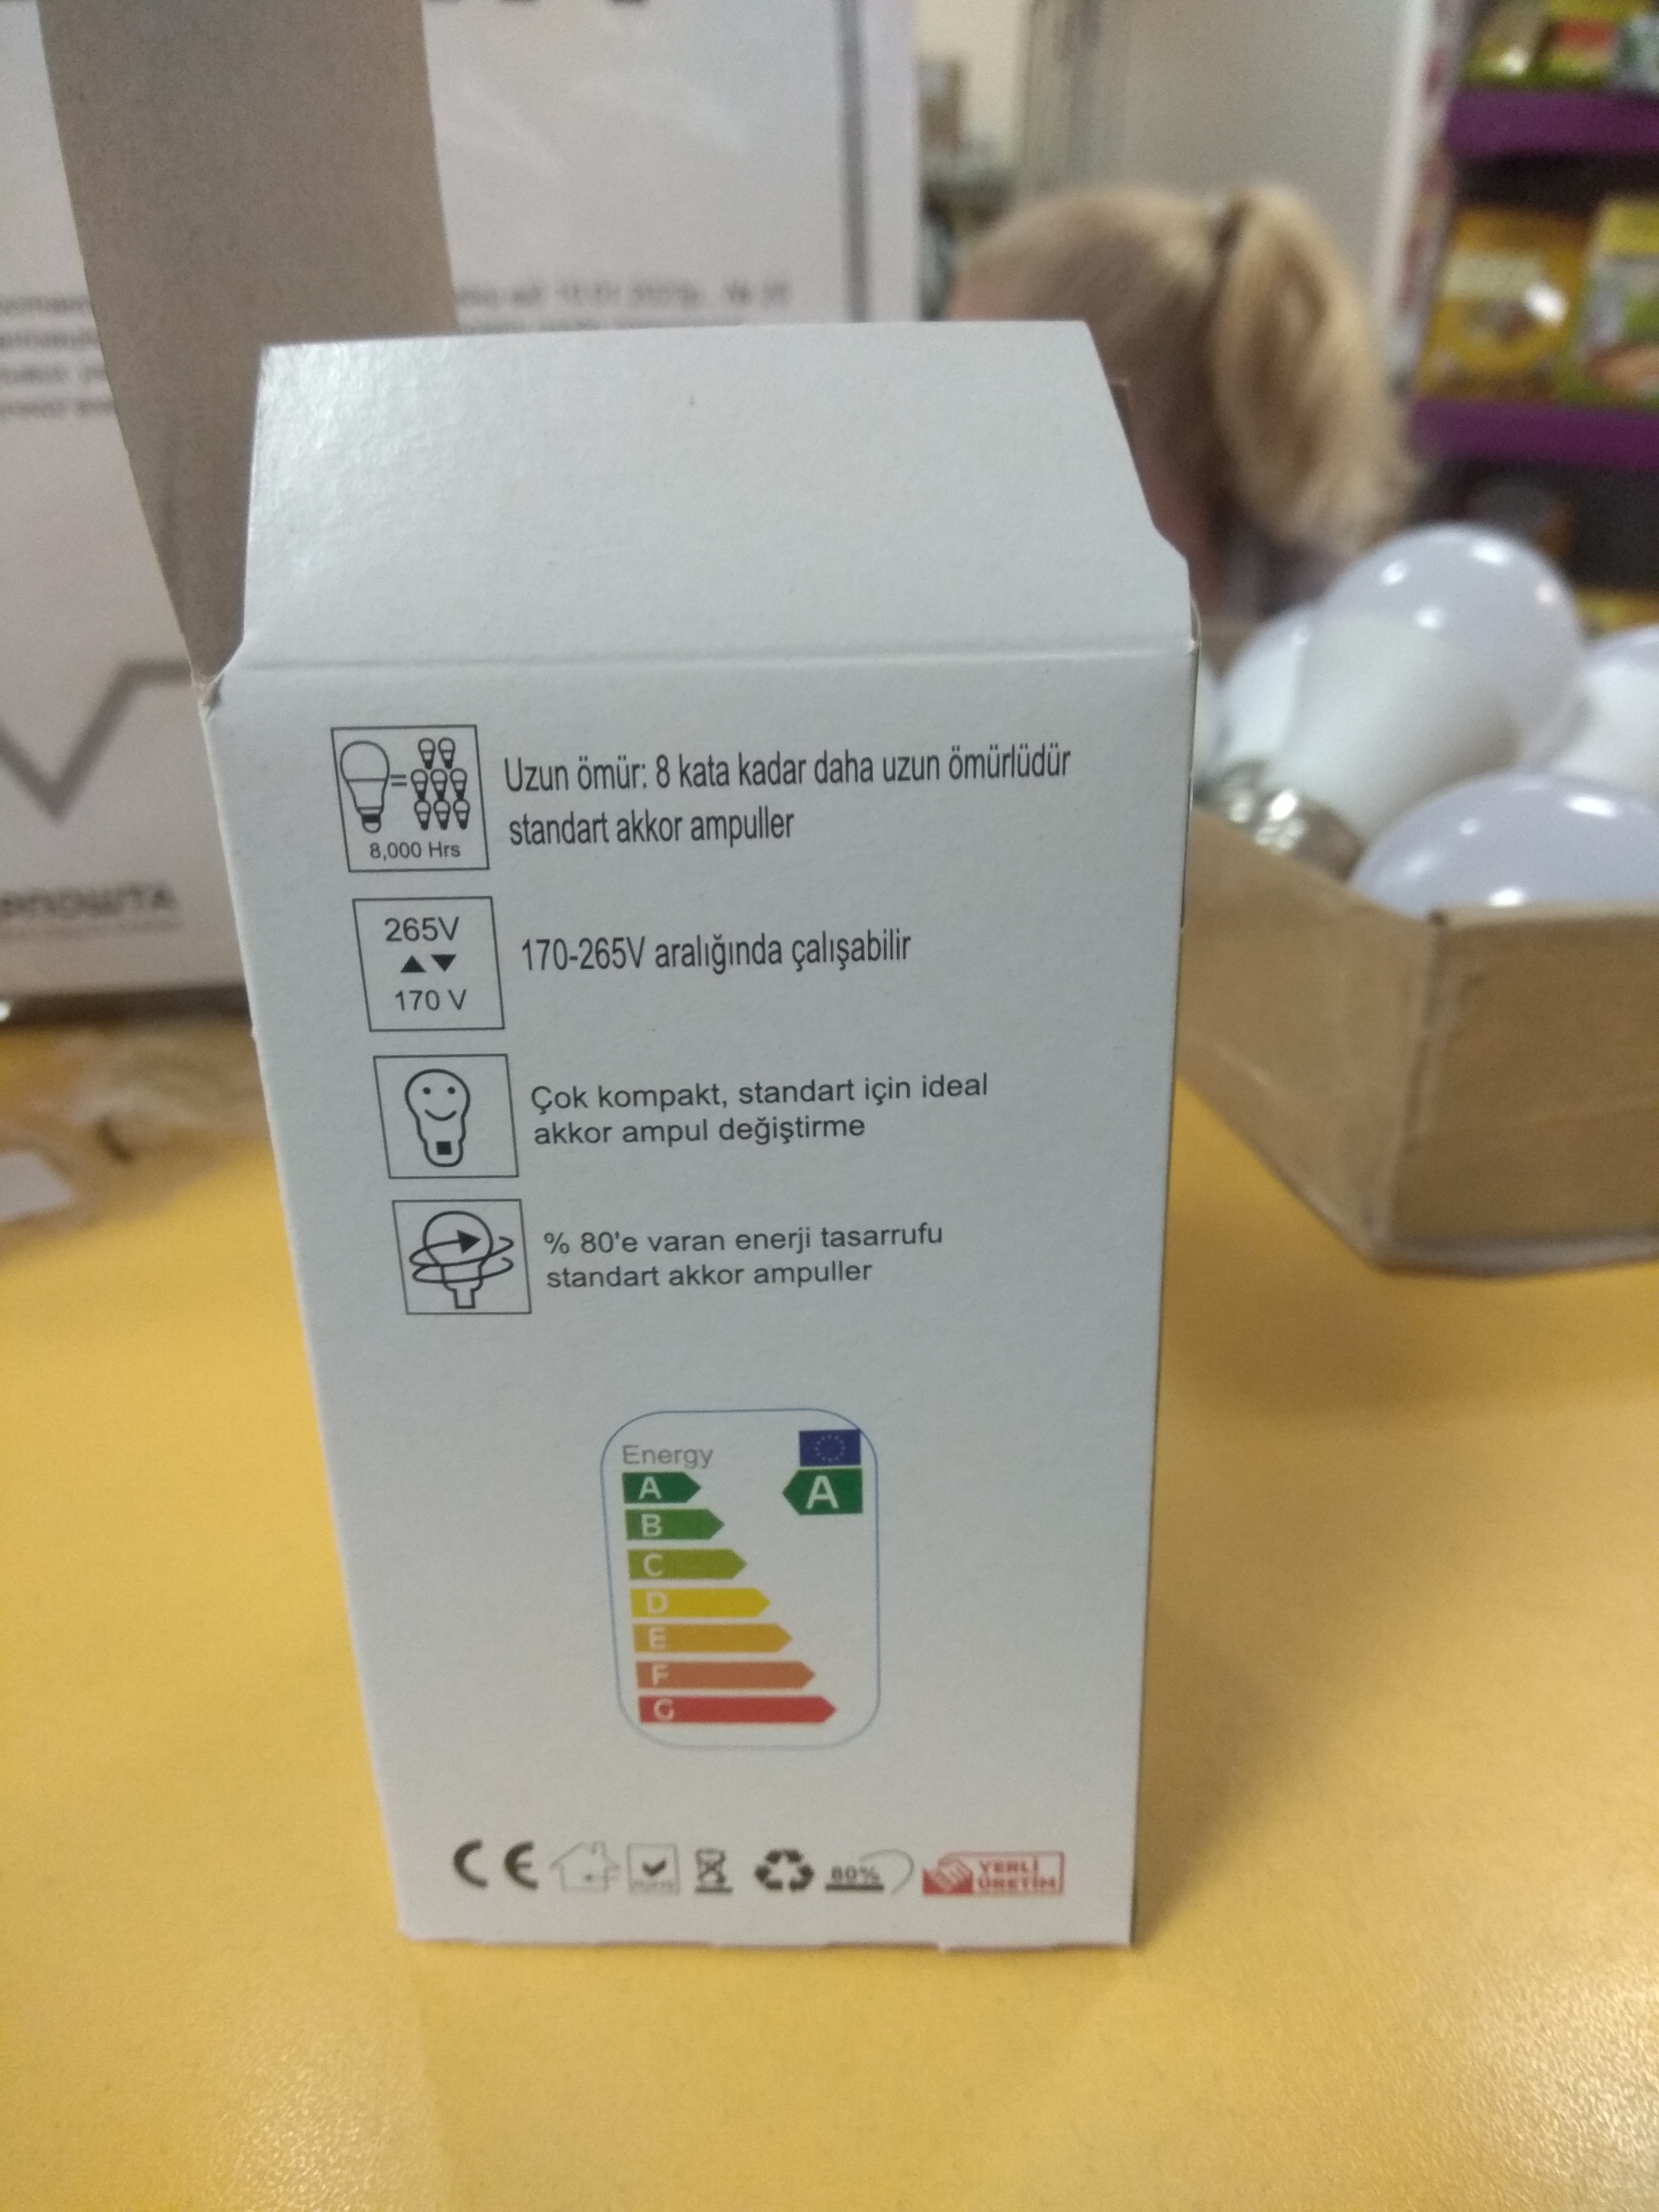 8,000 Hrs
Uzun ömür: 8 kata kadar daha uzun ömürlüdür
standart akkor ampuller
265V
170 V
170-265V aralığında çalışabilir
Çok kompakt, standart için ideal
akkor ampul değiştirme
% 80'e varan enerji tasarrufu
standart akkor ampuller
Energy
A
A
B
C
D
E
F
G
CE
80%
YERLİ
ÜRETİM